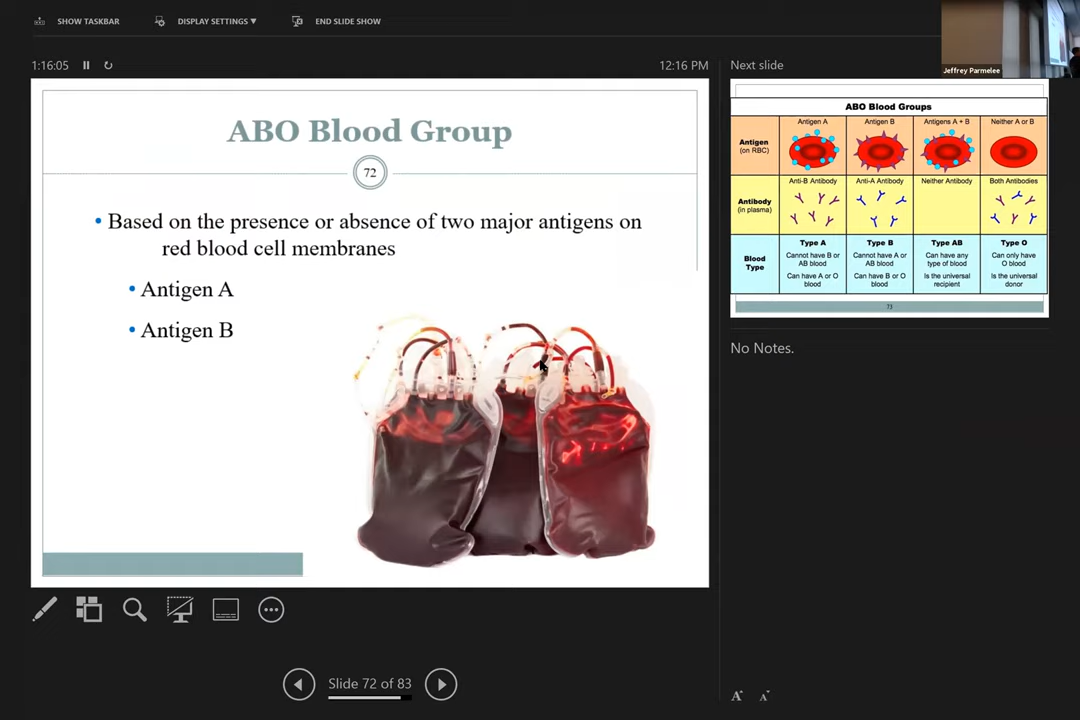 SHOW TASKBAR
DISPLAY SETTINGS ▼
END SLIDE SHOW
Jeffrey Parmelee
1:16:05
12:16 PM
ABO Blood Group
72
• Based on the presence or absence of two major antigens on
red blood cell membranes
• Antigen A
• Antigen B
Next slide
ABO Blood Groups
Antigen A
Antigen B
Antigens A + B
Neither A or B
Antigen
(on RBC)
Anti-B Antibody
Anti-A Antibody
Neither Antibody
Both Antibodies
Antibody
(in plasma)
Blood
Type
Type A
Cannot have B or
AB blood
Can have A or O
blood
Type B
Cannot have A or
AB blood
Can have B or O
blood
Type AB
Can have any
type of blood
Is the universal
recipient
Type O
Can only have
O blood
Is the universal
donor
73
No Notes.
Slide 72 of 83
A
A